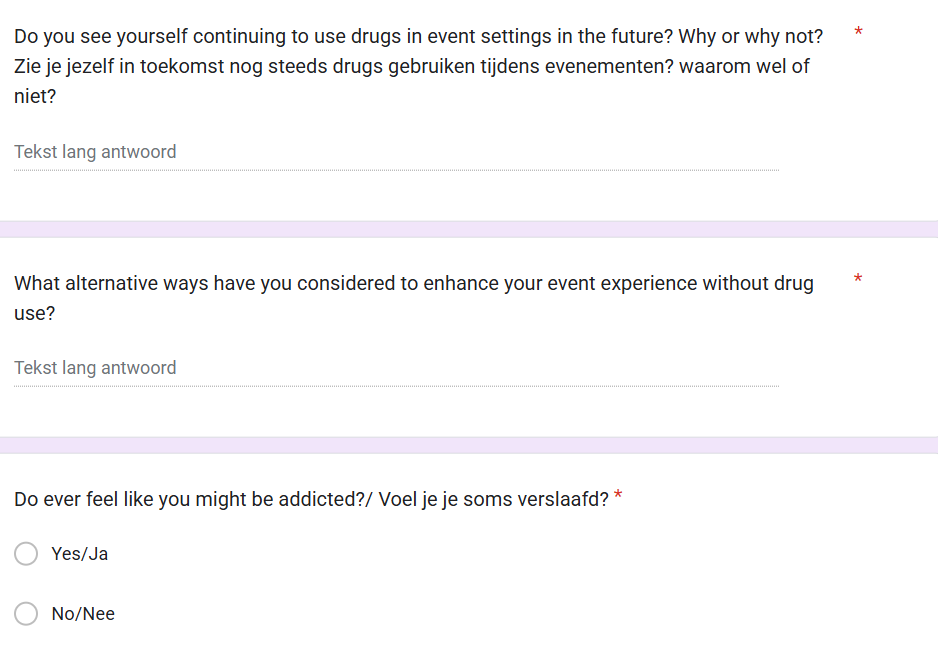 Do you see yourself continuing to use drugs in event settings in the future? Why or why not? *
Zie je jezelf in toekomst nog steeds drugs gebruiken tijdens evenementen? waarom wel of
niet?
Tekst lang antwoord
What alternative ways have you considered to enhance your event experience without drug *
use?
Tekst lang antwoord
Do ever feel like you might be addicted?/ Voel je je soms verslaafd? *
Yes/Ja
No/Nee